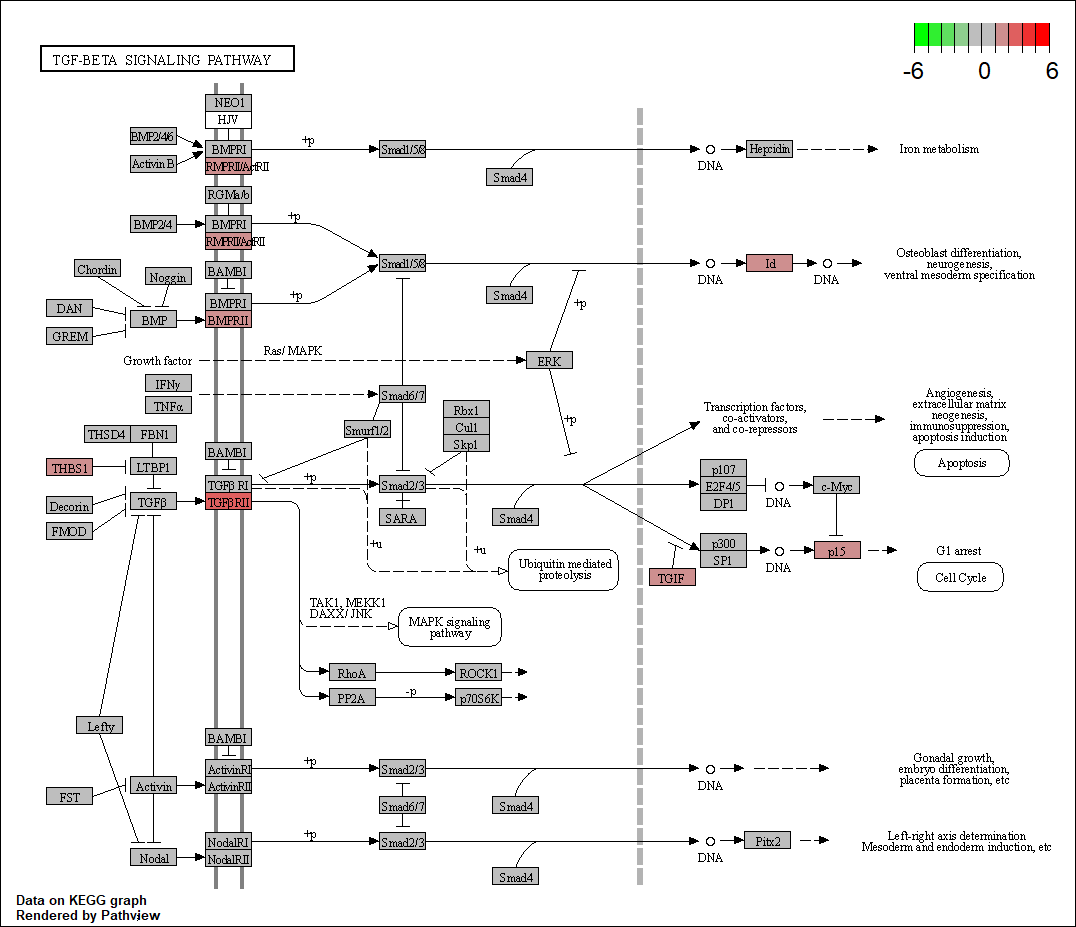 TGF-BETA SIGNALING PATHWAY
-6 0 6
NEO1
HJV
BMP2/4/6
BMPRI
+p
Smad1/5/8
DNA
Hepcidin
Iron metabolism
Activin B
RMPRII/ActRII
Smad4
RGMa/b
BMP2/4
BMPRI
+p
RMPRII/ActRII
Chordin
Noggin
BAMBI
Smad1/5/8
DNA
Id
DNA
Osteoblast differentiation,
neurogenesis,
ventral mesoderm specification
DAN
BMP
GREM
BMPRI
BMPRII
+p
Smad4
+p
Growth factor
Ras/ MAPK
ERK
IFNγ
TNFα
Smad6/7
+p
Smurf1/2
Rbx1
Cul1
Skp1
Transcription factors,
co-activators,
and co-repressors
Angiogenesis,
extracellular matrix
neogenesis,
immunosuppression,
apoptosis induction
Apoptosis
THSD4
FBN1
BAMBI
THBS1
LTBP1
TGFβ RI
+p
Smad2/3
p107
E2F4/5
DP1
DNA
c-Myc
Decorin
TGFβ
TGFβRII
SARA
Smad4
FMOD
+u
+u
Ubiquitin mediated
proteolysis
p300
SP1
DNA
p15
G1 arrest
TGIF
Cell Cycle
TAK1, MEKK1
DAXX/ JNK
MAPK signaling
pathway
RhoA
ROCK1
PP2A
-p
p70S6K
Lefty
BAMBI
FST
Activin
ActivinRI
ActivinRII
+p
Smad2/3
DNA
Gonadal growth,
embryo differentiation,
placenta formation, etc
Smad6/7
Smad4
Nodal
NodalRI
NodalRII
+p
Smad2/3
DNA
Pitx2
Left-right axis determination
Mesoderm and endoderm induction, etc
Smad4
Data on KEGG graph
Rendered by Pathview